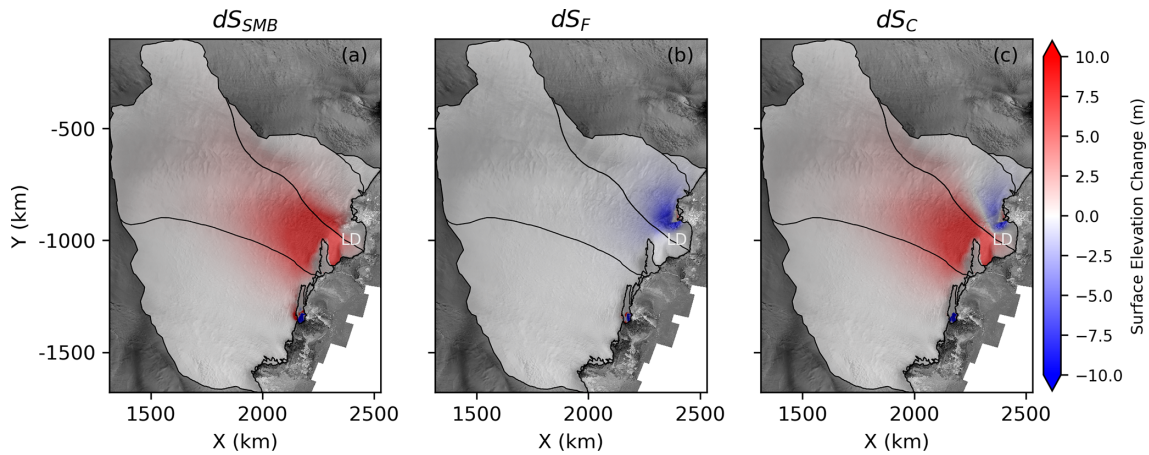 dS_SMB dS_F dS_C
(a) (b) (c)
LD LD LD
-500
-1000
-1500
Y (km)
1500 2000 2500 1500 2000 2500 1500 2000 2500
X (km) X (km) X (km)
10.0
7.5
5.0
2.5
0.0
−2.5
−5.0
−7.5
−10.0
Surface Elevation Change (m)